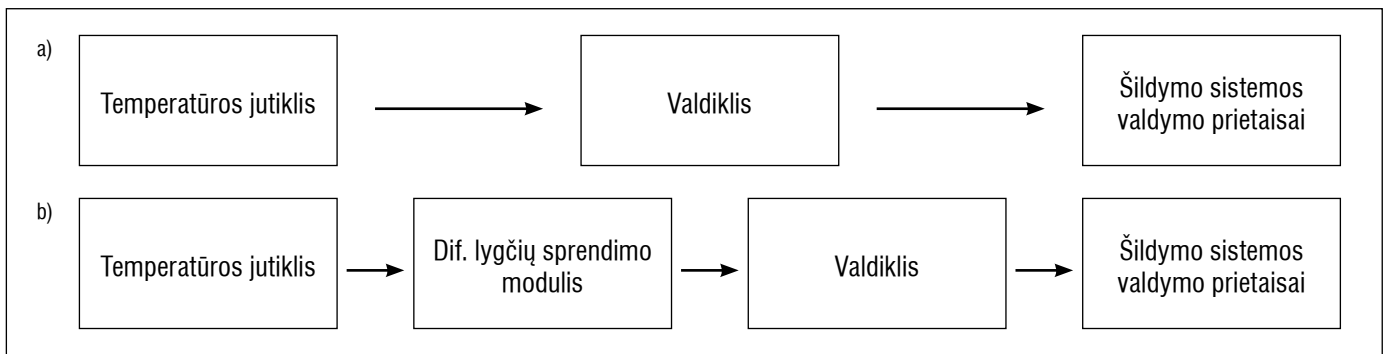 a)
Temperatūros jutiklis
Valdiklis
Šildymo sistemos
valdymo prietaisai
b)
Temperatūros jutiklis
Dif. lygčių sprendimo
modulis
Valdiklis
Šildymo sistemos
valdymo prietaisai